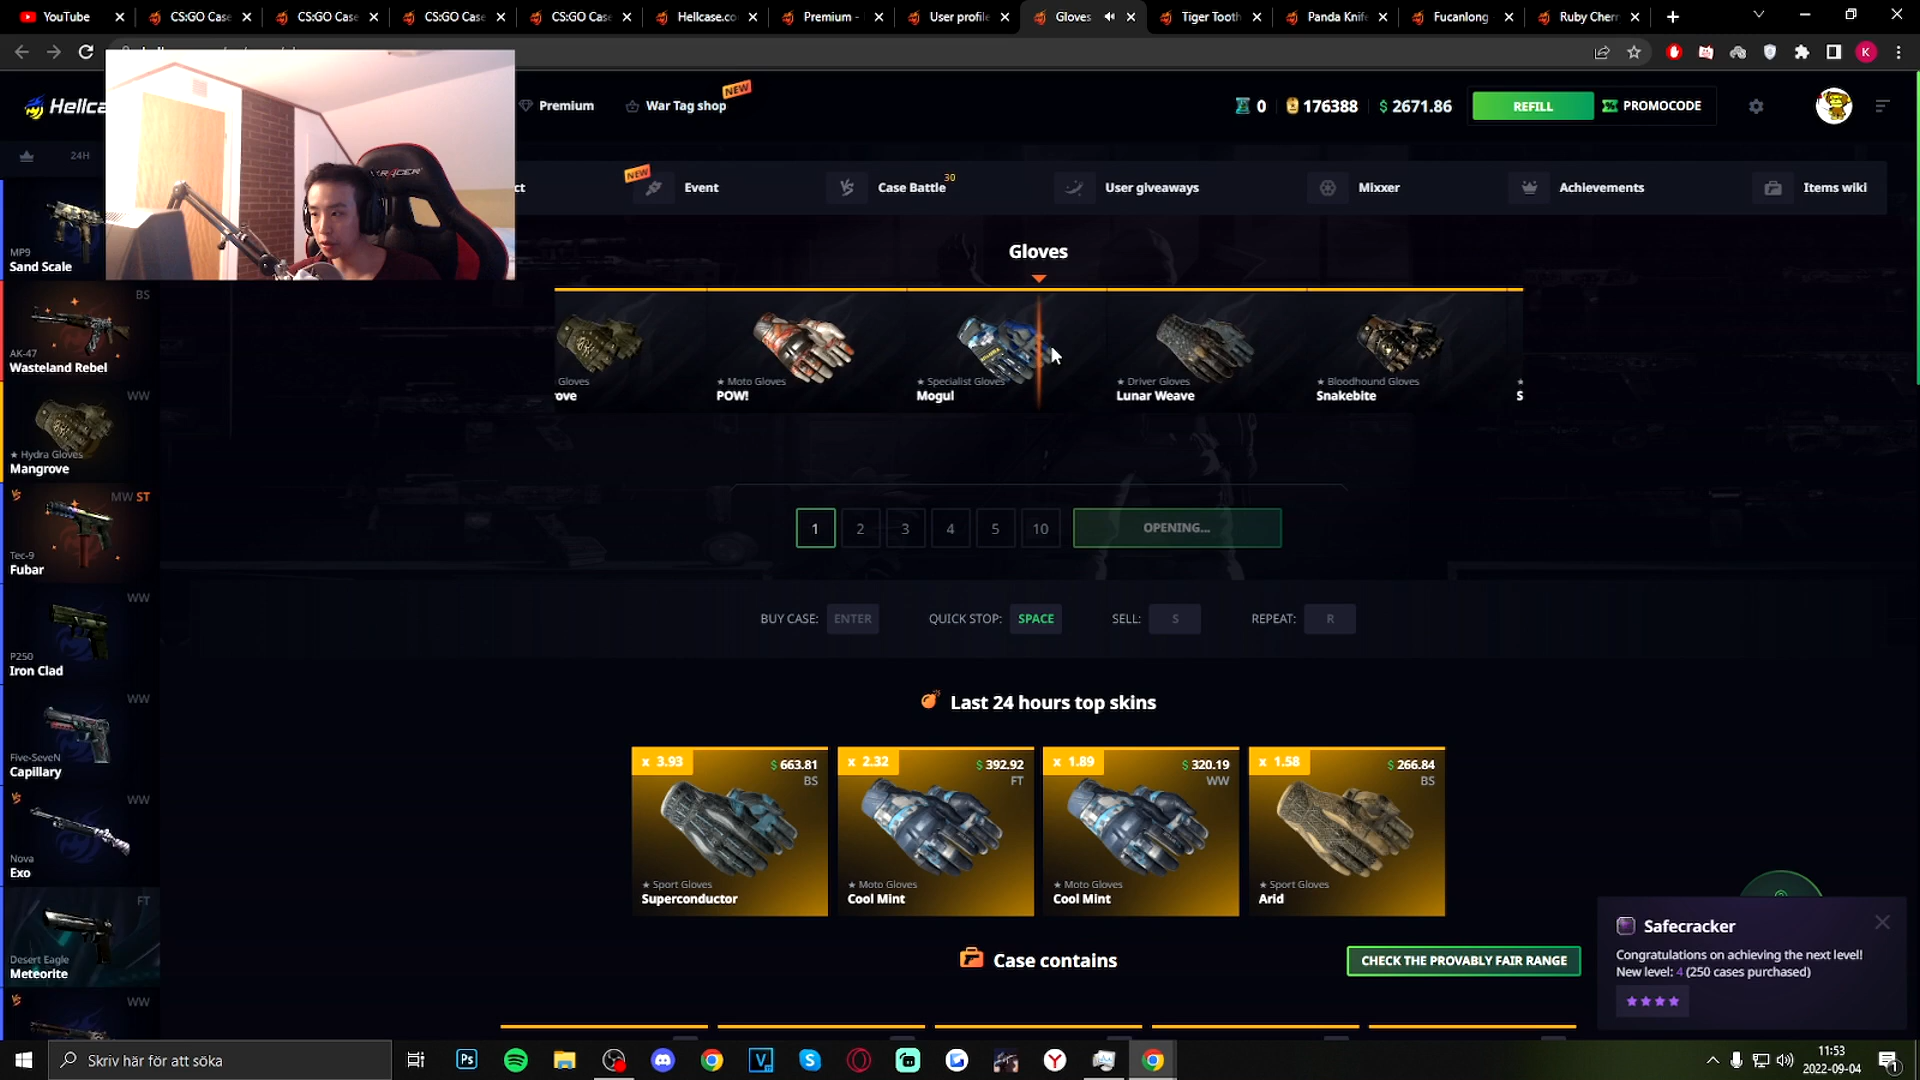 YouTube
CS:GO Case
CS:GO Case
CS:GO Case
CS:GO Case
Hellcase.co
Premium -
User profile
Gloves
Tiger Tooth
Panda Knife
Fucanlong
Ruby Cherr
K
Hellca
Premium
War Tag shop
NEW
0
176388
$ 2671.86
REFILL
PROMOCODE
24H
ct
NEW
Event
Case Battle
30
User giveaways
Mixxer
Achievements
Items wiki
MP9
Sand Scale
BS
AK-47
Wasteland Rebel
WW
★ Hydra Gloves
Mangrove
MW ST
Tec-9
Fubar
WW
P250
Iron Clad
WW
Five-SeveN
Capillary
WW
Nova
Exo
FT
Desert Eagle
Meteorite
WW
RACER
Gloves
Gloves
rove
★ Moto Gloves
POW!
★ Specialist Gloves
Mogul
★ Driver Gloves
Lunar Weave
★ Bloodhound Gloves
Snakebite
★
S
1
2
3
4
5
10
OPENING...
BUY CASE: ENTER
QUICK STOP: SPACE
SELL: S
REPEAT: R
Last 24 hours top skins
x 3.93
$ 663.81
BS
★ Sport Gloves
Superconductor
x 2.32
$ 392.92
FT
★ Moto Gloves
Cool Mint
x 1.89
$ 320.19
WW
★ Moto Gloves
Cool Mint
x 1.58
$ 266.84
BS
★ Sport Gloves
Arid
Case contains
CHECK THE PROVABLY FAIR RANGE
Safecracker
Congratulations on achieving the next level!
New level: 4 (250 cases purchased)
★★★★
Skriv här för att söka
Ps
11:53
2022-09-04
1